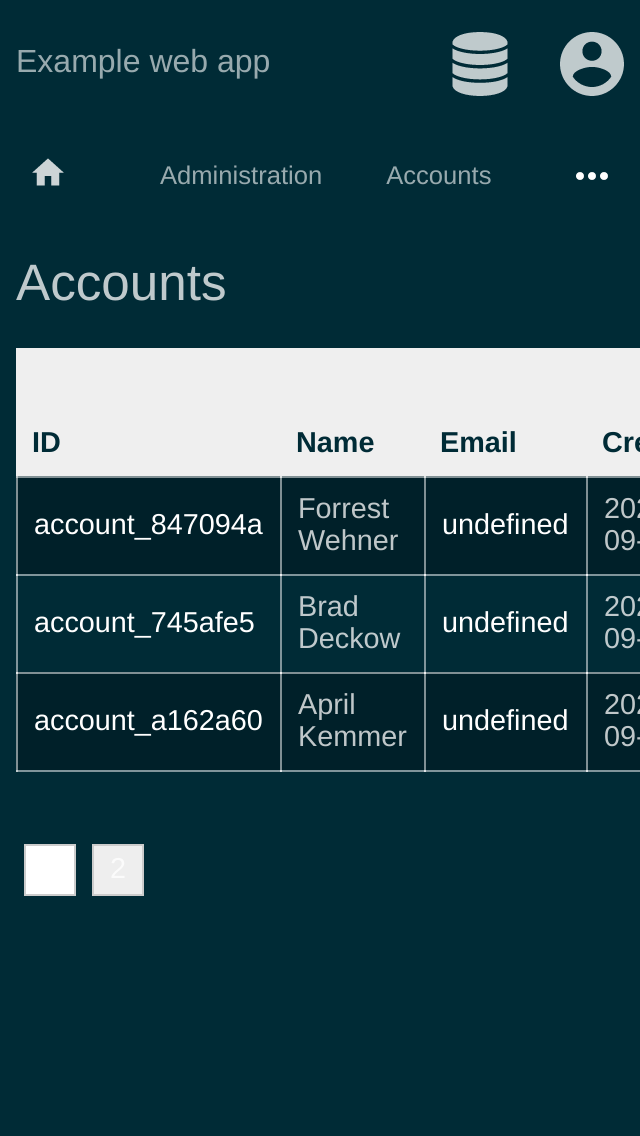 Example web app
Administration Accounts
Accounts
ID Name Email Cre
account_847094a Forrest Wehner undefined 202 09-
account_745afe5 Brad Deckow undefined 202 09-
account_a162a60 April Kemmer undefined 202 09-
2